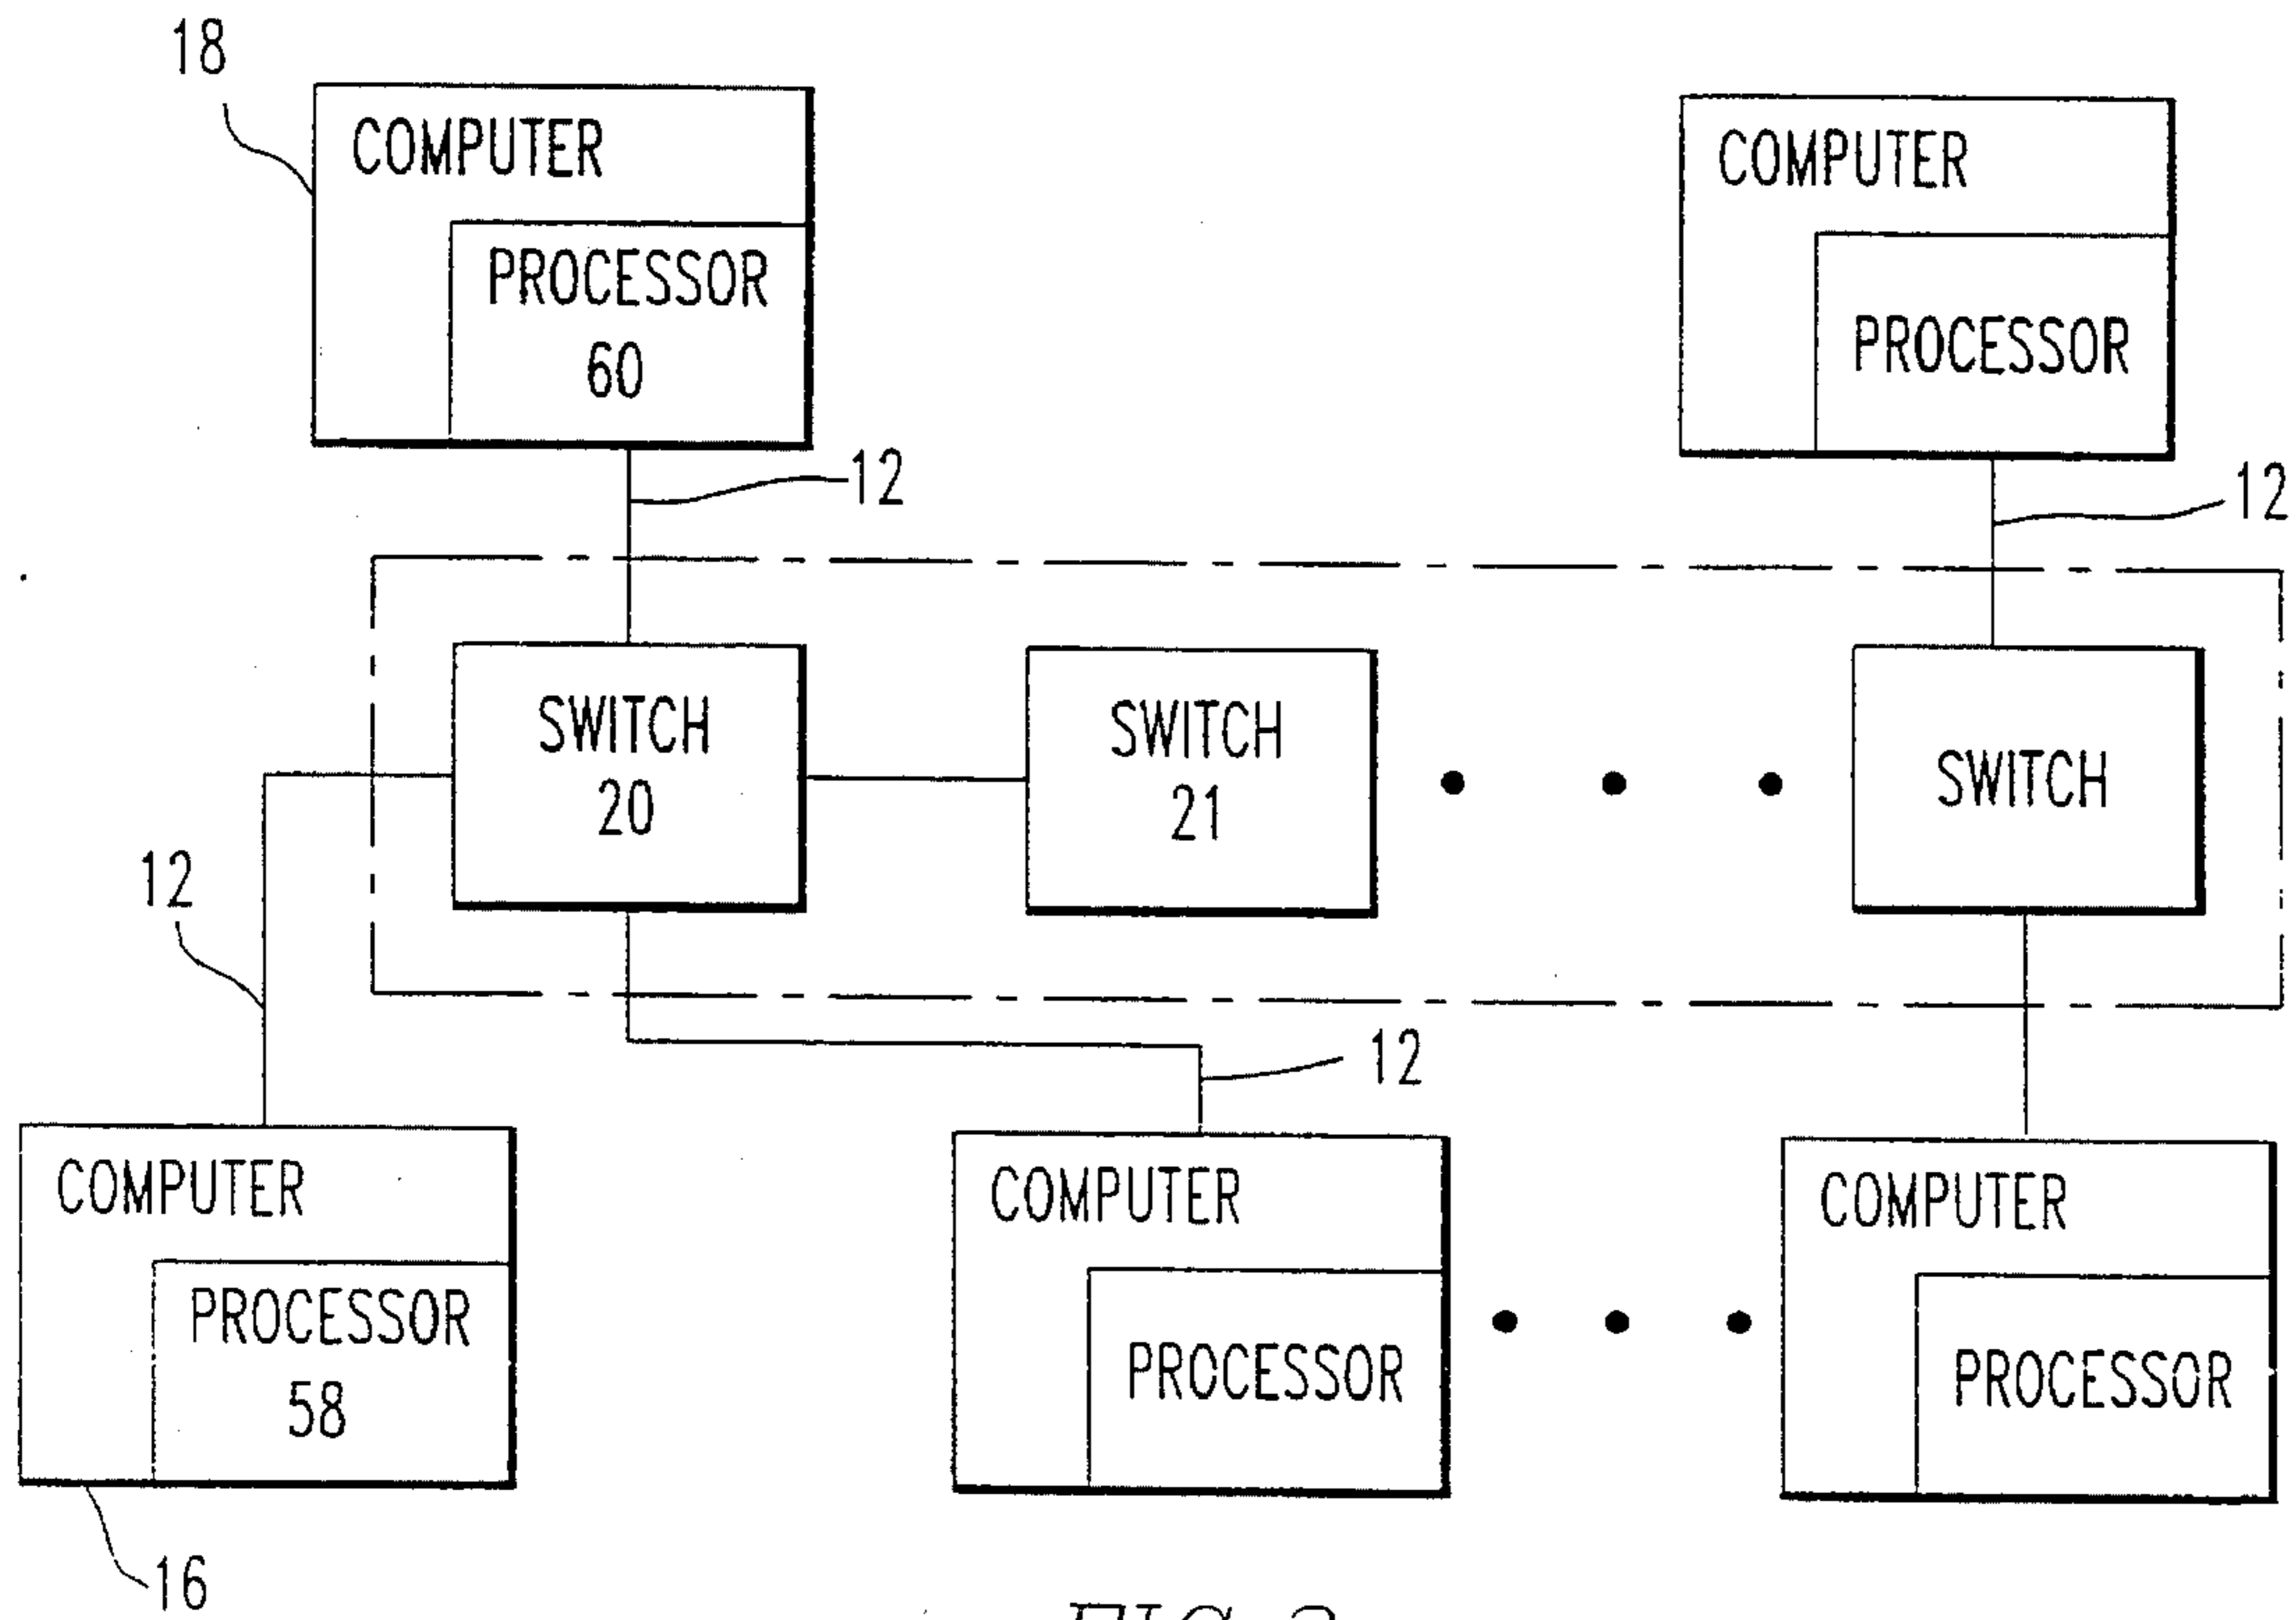 18
COMPUTER
PROCESSOR
60
COMPUTER
PROCESSOR
12
12
SWITCH
20
SWITCH
21
SWITCH
12
12
COMPUTER
PROCESSOR
58
COMPUTER
PROCESSOR
COMPUTER
PROCESSOR
16